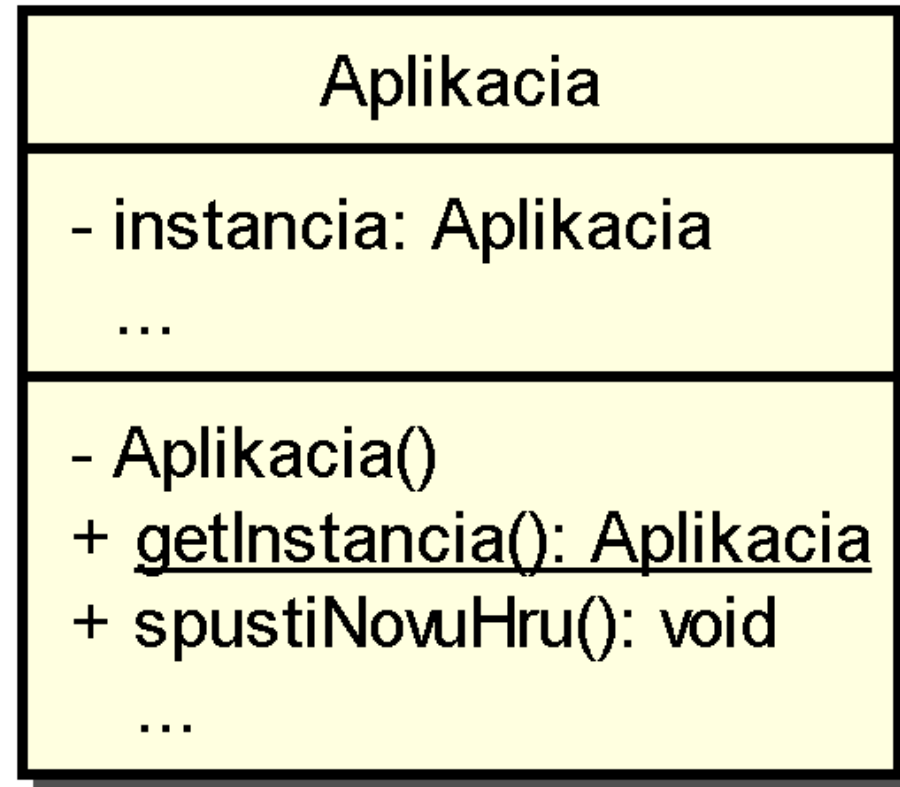 Aplikacia
- instancia: Aplikacia
...
- Aplikacia()
+ getInstancia(): Aplikacia
+ spustiNovuHru(): void
...